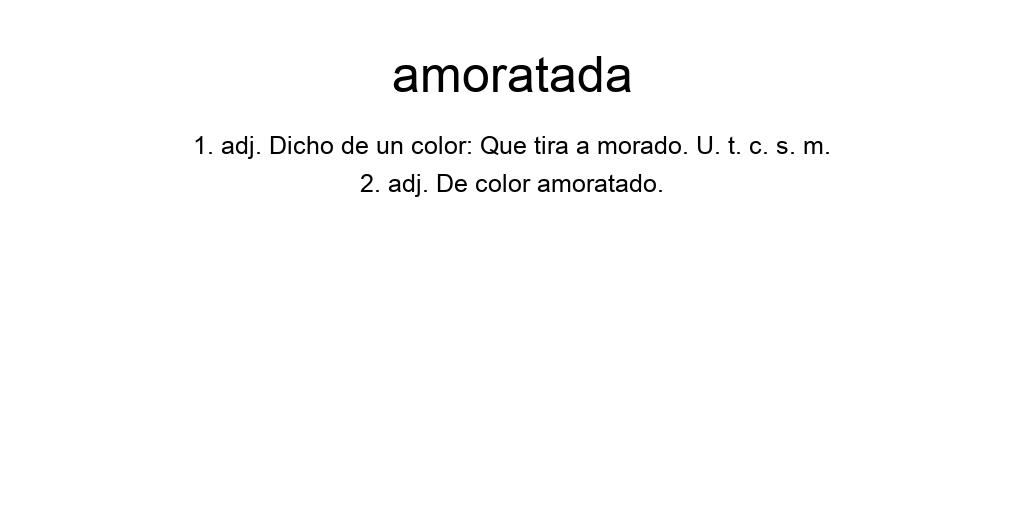 amoratada
1. adj. Dicho de un color: Que tira a morado. U. t. c. s. m.
2. adj. De color amoratado.